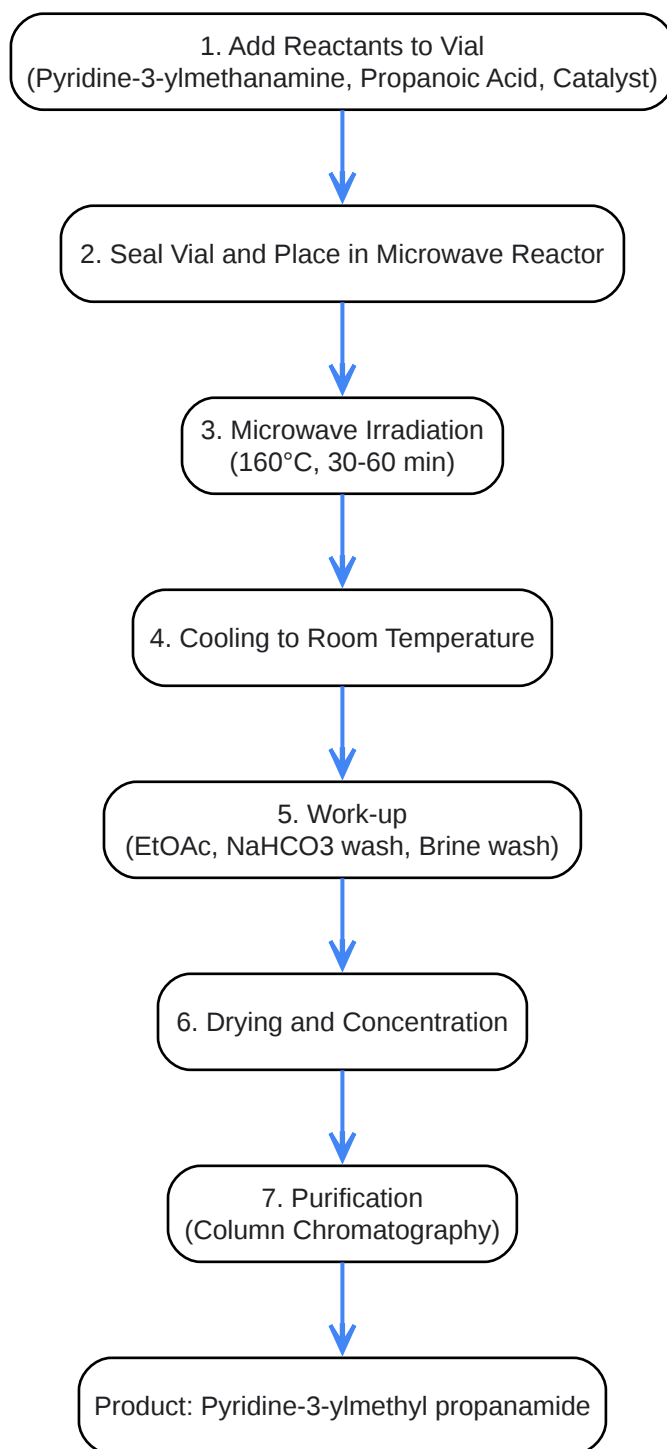 1. Add Reactants to Vial
(Pyridine-3-ylmethanamine, Propanoic Acid, Catalyst)
2. Seal Vial and Place in Microwave Reactor
3. Microwave Irradiation
(160°C, 30-60 min)
4. Cooling to Room Temperature
5. Work-up
(EtOAc, NaHCO3 wash, Brine wash)
6. Drying and Concentration
7. Purification
(Column Chromatography)
Product: Pyridine-3-ylmethyl propanamide